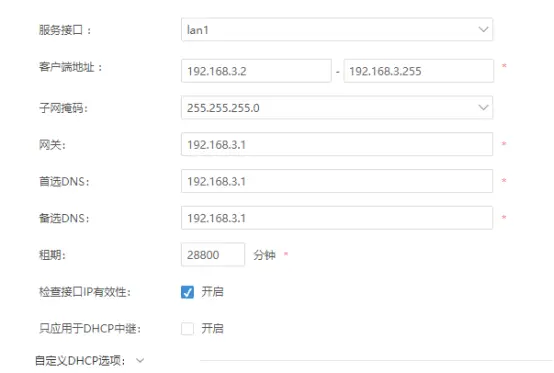 服务接口： lan1
客户端地址： 192.168.3.2 - 192.168.3.255 *
子网掩码： 255.255.255.0
网关： 192.168.3.1 *
首选DNS： 192.168.3.1 *
备选DNS： 192.168.3.1 *
租期： 28800 分钟 *
检查接口IP有效性： 开启
只应用于DHCP中继： 开启
自定义DHCP选项：